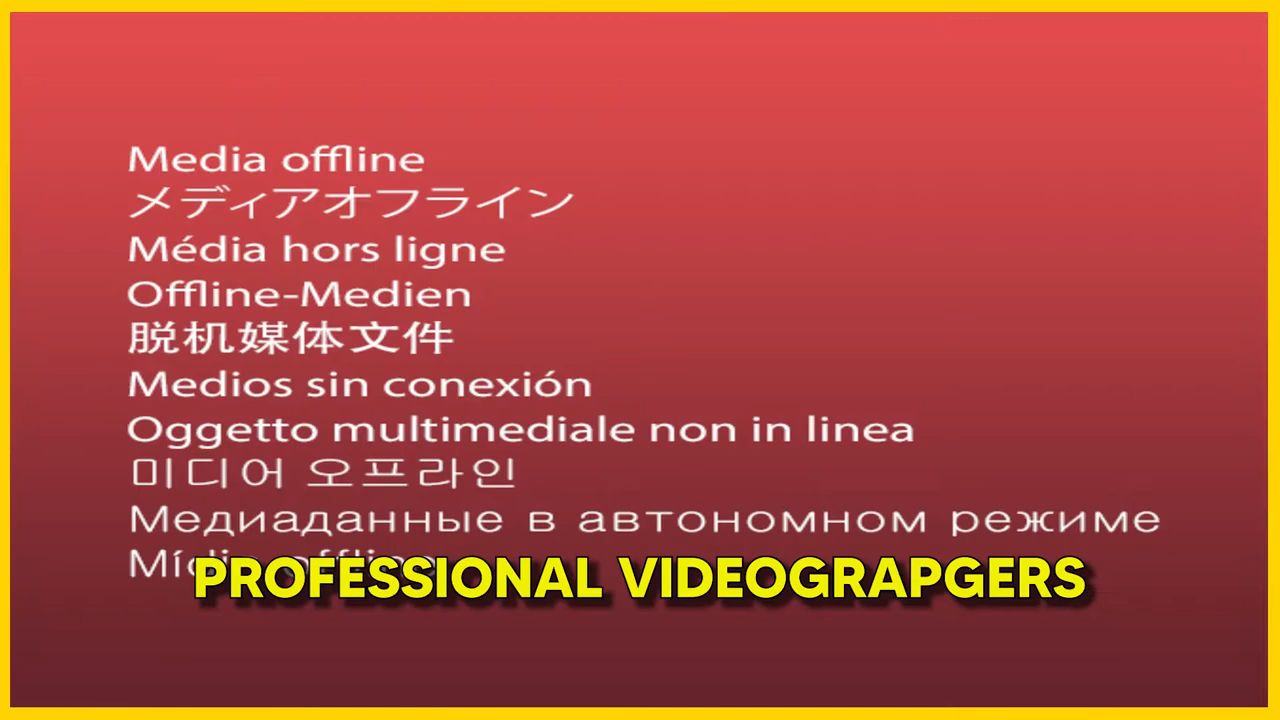 Media offline
メディアオフライン
Média hors ligne
Offline-Medien
脱机媒体文件
Medios sin conexión
Oggetto multimediale non in linea
미디어 오프라인
Медиаданные в автономном режиме
Mídia offline
PROFESSIONAL VIDEOGRAPGERS